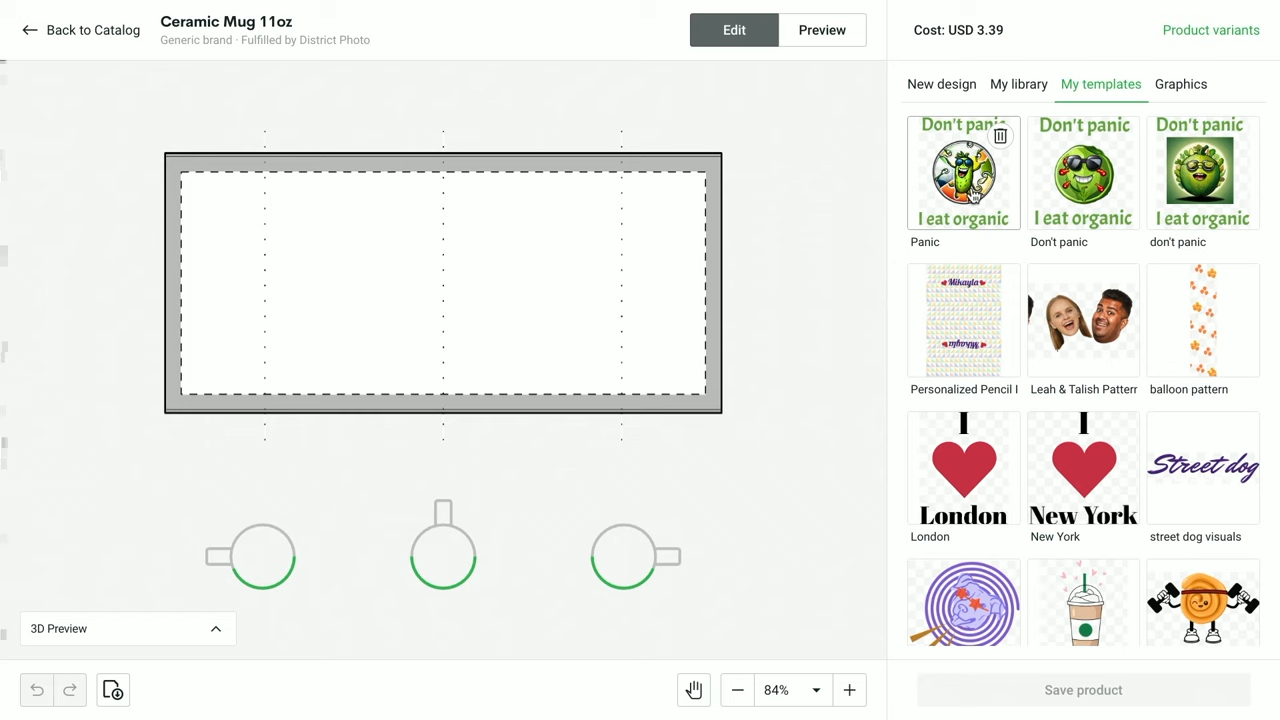 Back to Catalog
Ceramic Mug 11oz
Generic brand · Fulfilled by District Photo
Edit
Preview
Cost: USD 3.39
Product variants
New design
My library
My templates
Graphics
Don't panic
I eat organic
Panic
Don't panic
I eat organic
Don't panic
Don't panic
I eat organic
don't panic
Mikayla
Mikayla
Personalized Pencil I
Leah & Talish Patterr
balloon pattern
I
London
London
I
New York
New York
Street dog
street dog visuals
3D Preview
84%
Save product